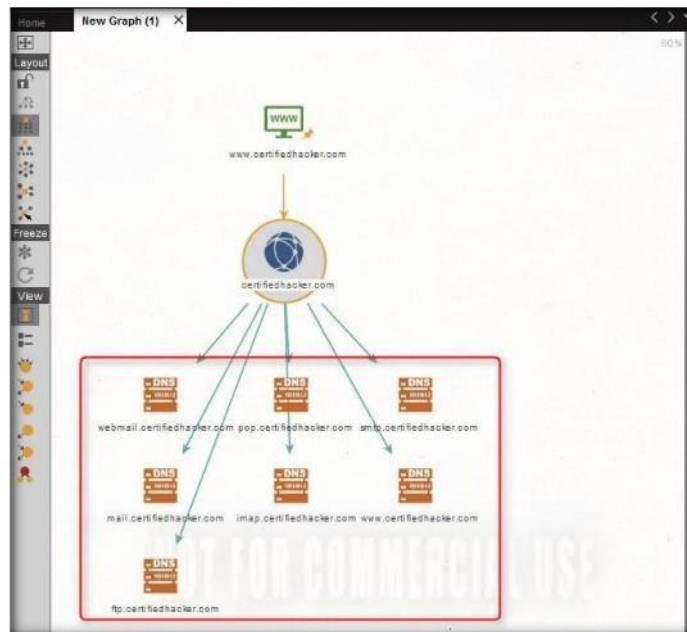 Home
New Graph (1) X
80%
Layout
WWW
www.certifiedhacker.com
certifiedhacker.com
Freeze
View
DNS
DNS
DNS
webmail.certifiedhacker.com pop.certifiedhacker.com smtp.certifiedhacker.com
DNS
DNS
DNS
mail.certifiedhacker.com imap.certifiedhacker.com www.certifiedhacker.com
NOT FOR COMMERCIAL USE
DNS
ftp.certifiedhacker.com